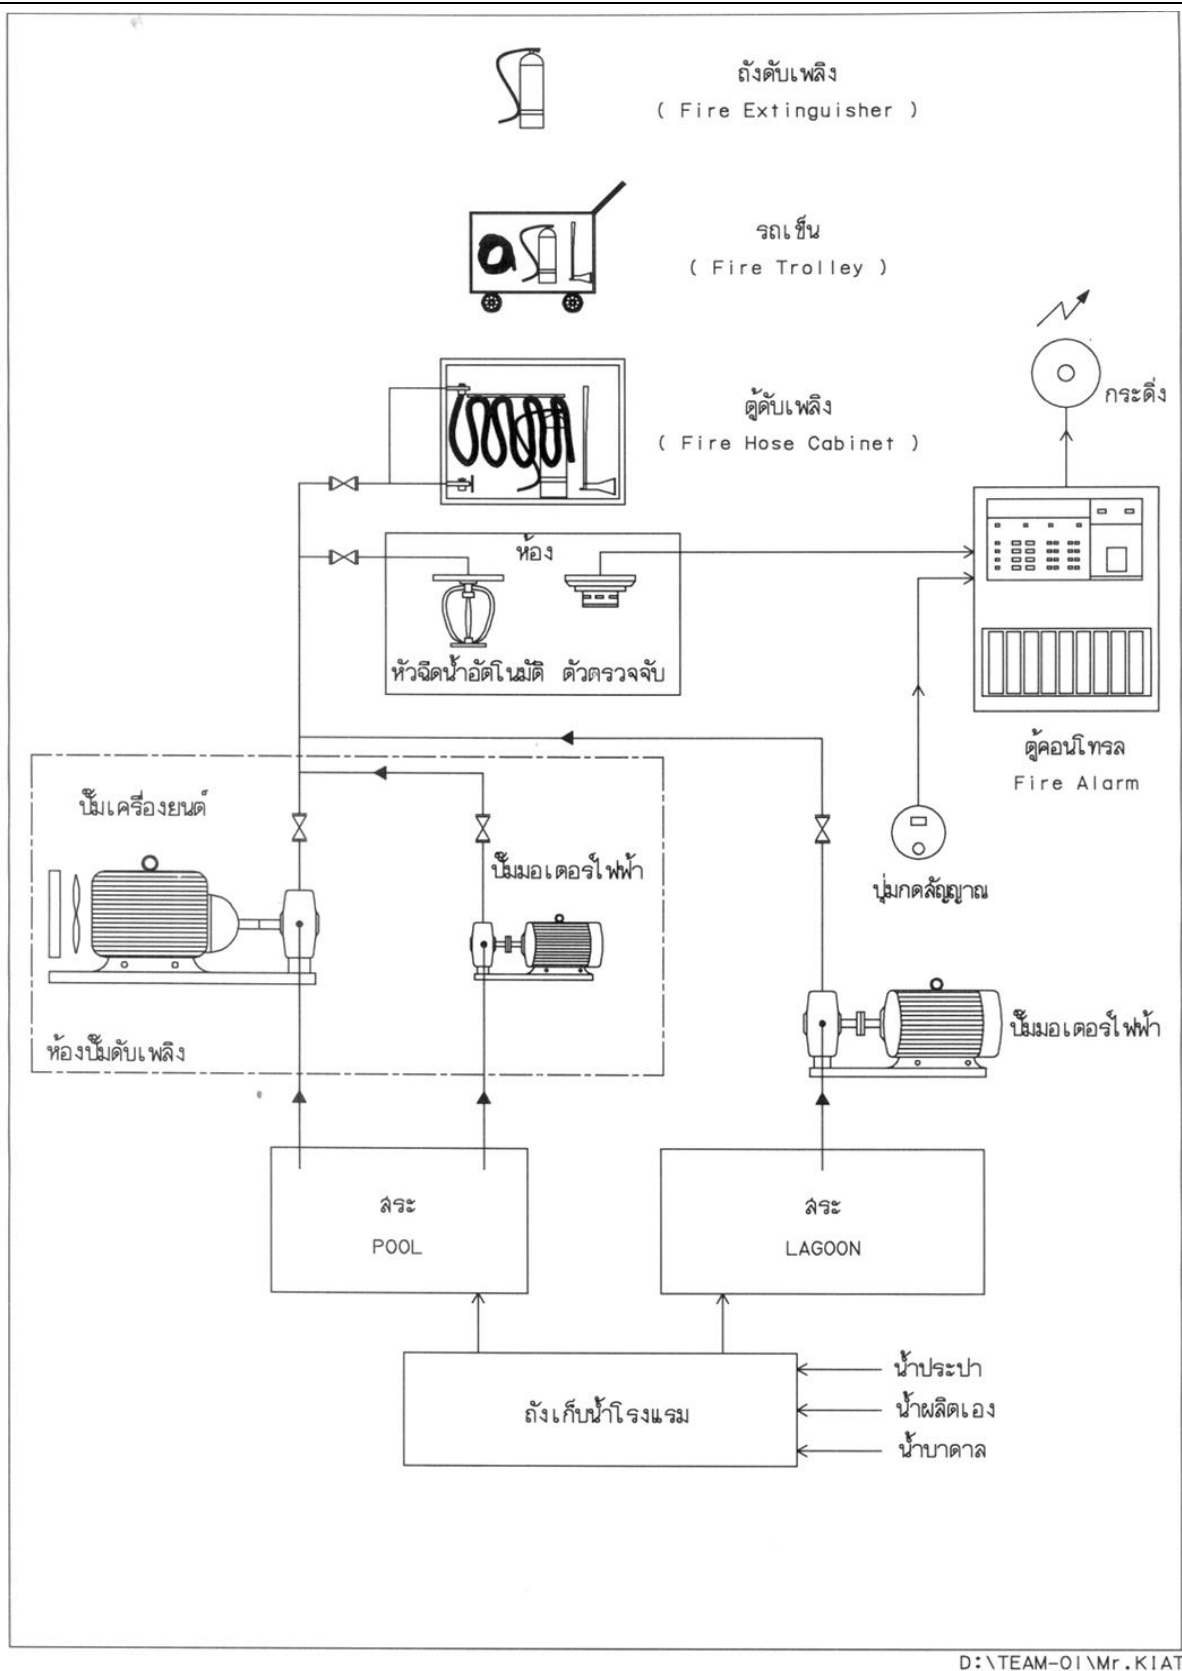 ถังดับเพลิง
( Fire Extinguisher )
รถเข็น
( Fire Trolley )
กระดิ่ง
ตู้ดับเพลิง
( Fire Hose Cabinet )
ห้อง
หัวฉีดน้ำอัตโนมัติ ตัวตรวจจับ
ตู้คอนโทรล
Fire Alarm
ปั๊มเครื่องยนต์
ปั๊มมอเตอร์ไฟฟ้า
ปุ่มกดสัญญาณ
ปั๊มมอเตอร์ไฟฟ้า
ห้องปั๊มดับเพลิง
สระ
POOL
สระ
LAGOON
น้ำประปา
ถังเก็บน้ำโรงแรม
น้ำผลิตเอง
น้ำบาดาล
D:\TEAM-01\Mr.KIAT